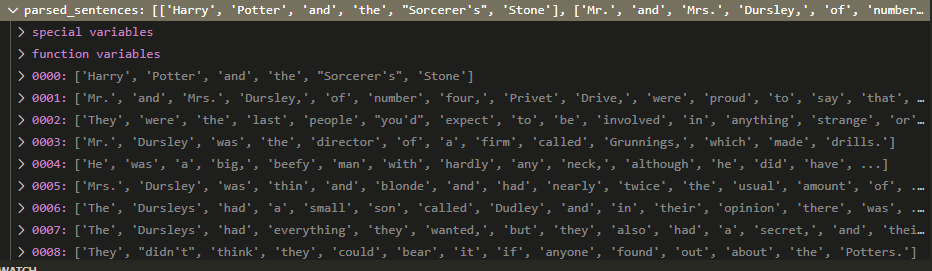 parsed_sentences: [['Harry', 'Potter', 'and', 'the', "Sorcerer's", 'Stone'], ['Mr.', 'and', 'Mrs.', 'Dursley,', 'of', 'number…
special variables
function variables
0000: ['Harry', 'Potter', 'and', 'the', "Sorcerer's", 'Stone']
0001: ['Mr.', 'and', 'Mrs.', 'Dursley,', 'of', 'number', 'four,', 'Privet', 'Drive,', 'were', 'proud', 'to', 'say', 'that', …
0002: ['They', 'were', 'the', 'last', 'people', "you'd", 'expect', 'to', 'be', 'involved', 'in', 'anything', 'strange', 'or'…
0003: ['Mr.', 'Dursley', 'was', 'the', 'director', 'of', 'a', 'firm', 'called', 'Grunnings,', 'which', 'made', 'drills.']
0004: ['He', 'was', 'a', 'big,', 'beefy', 'man', 'with', 'hardly', 'any', 'neck,', 'although', 'he', 'did', 'have', ...]
0005: ['Mrs.', 'Dursley', 'was', 'thin', 'and', 'blonde', 'and', 'had', 'nearly', 'twice', 'the', 'usual', 'amount', 'of', …
0006: ['The', 'Dursleys', 'had', 'a', 'small', 'son', 'called', 'Dudley', 'and', 'in', 'their', 'opinion', 'there', 'was', …
0007: ['The', 'Dursleys', 'had', 'everything', 'they', 'wanted,', 'but', 'they', 'also', 'had', 'a', 'secret,', 'and', 'thei…
0008: ['They', "didn't", 'think', 'they', 'could', 'bear', 'it', 'if', 'anyone', 'found', 'out', 'about', 'the', 'Potters.']
WATCH